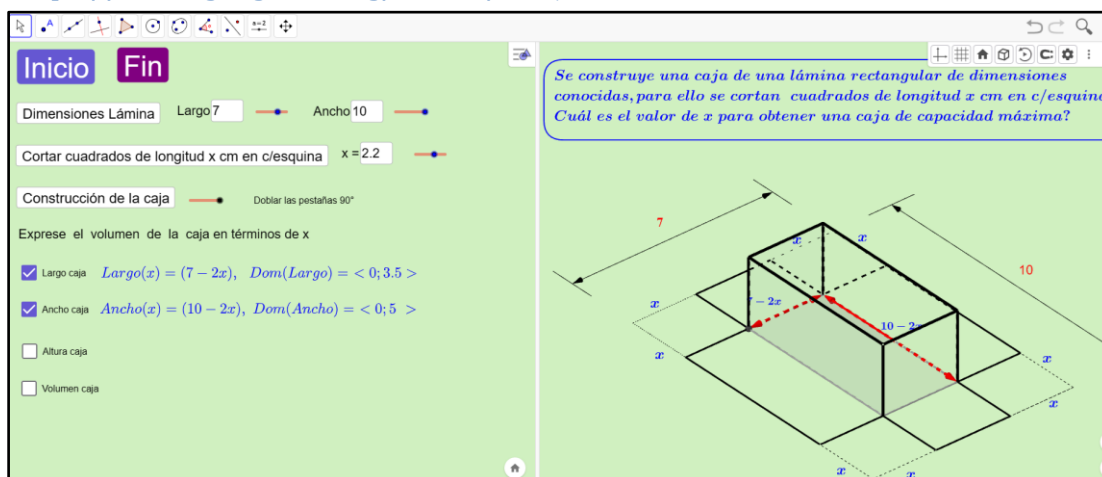 Inicio
Fin
Dimensiones Lámina
Largo 7
Ancho 10
Cortar cuadrados de longitud x cm en c/esquina
x = 2.2
Construcción de la caja
Doblar las pestañas 90°
Exprese el volumen de la caja en términos de x
Largo caja Largo(x) = (7 − 2x), Dom(Largo) = < 0; 3.5 >
Ancho caja Ancho(x) = (10 − 2x), Dom(Ancho) = < 0; 5 >
Altura caja
Volumen caja
Se construye una caja de una lámina rectangular de dimensiones
conocidas, para ello se cortan cuadrados de longitud x cm en c/esquina
Cuál es el valor de x para obtener una caja de capacidad máxima?
7
x
x
10
x
7 − 2x
10 − 2x
x
x
x
x
x